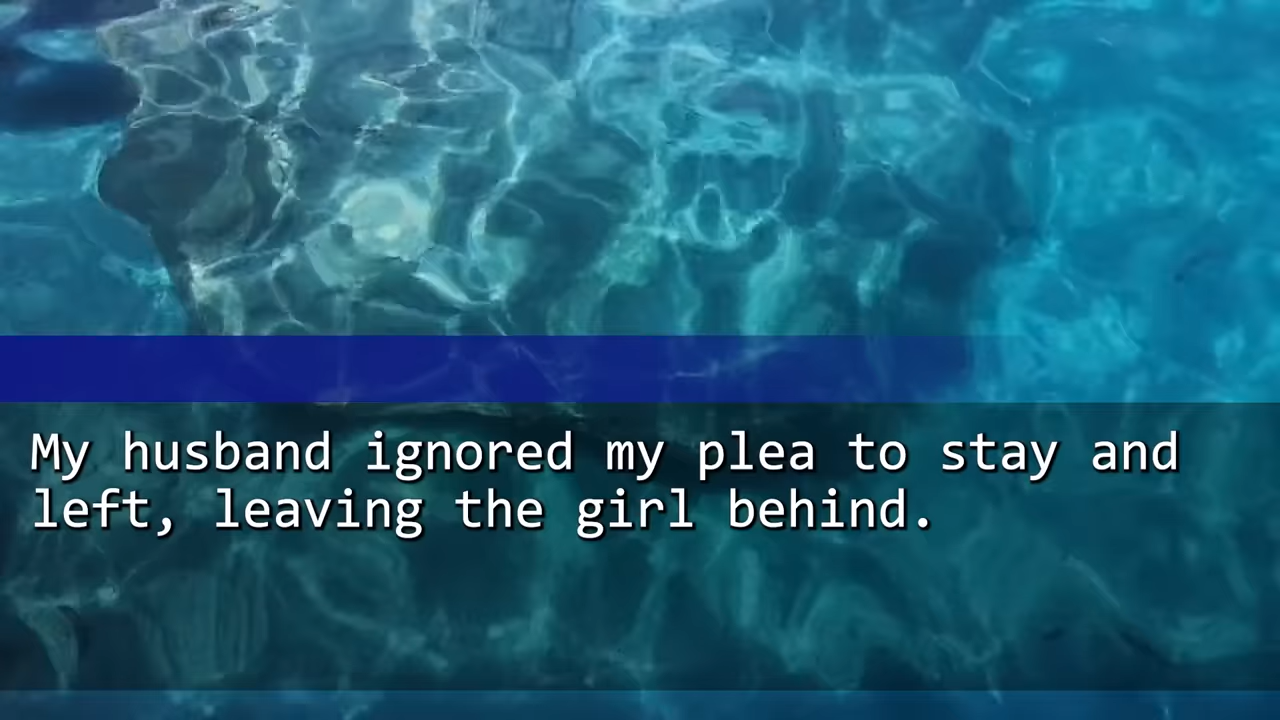 My husband ignored my plea to stay and
left, leaving the girl behind.